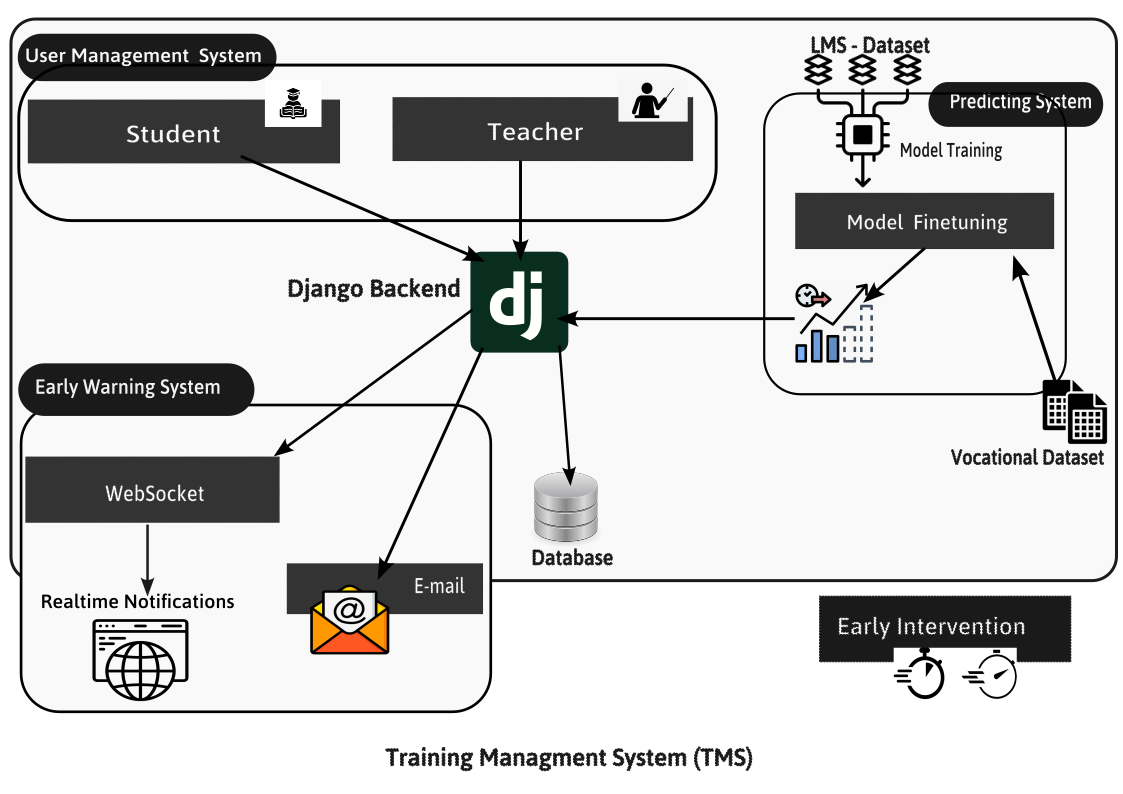 User Management System
Student
Teacher
LMS - Dataset
Predicting System
Model Training
Model Finetuning
Django Backend
dj
Early Warning System
WebSocket
Realtime Notifications
E-mail
@
Database
Vocational Dataset
Early Intervention
Training Managment System (TMS)